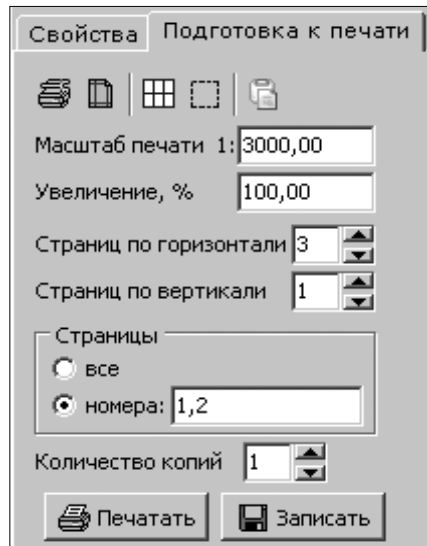 Свойства Подготовка к печати
Масштаб печати 1: 3000,00
Увеличение, % 100,00
Страниц по горизонтали 3
Страниц по вертикали 1
Страницы
все
номера: 1,2
Количество копий 1
Печатать Записать